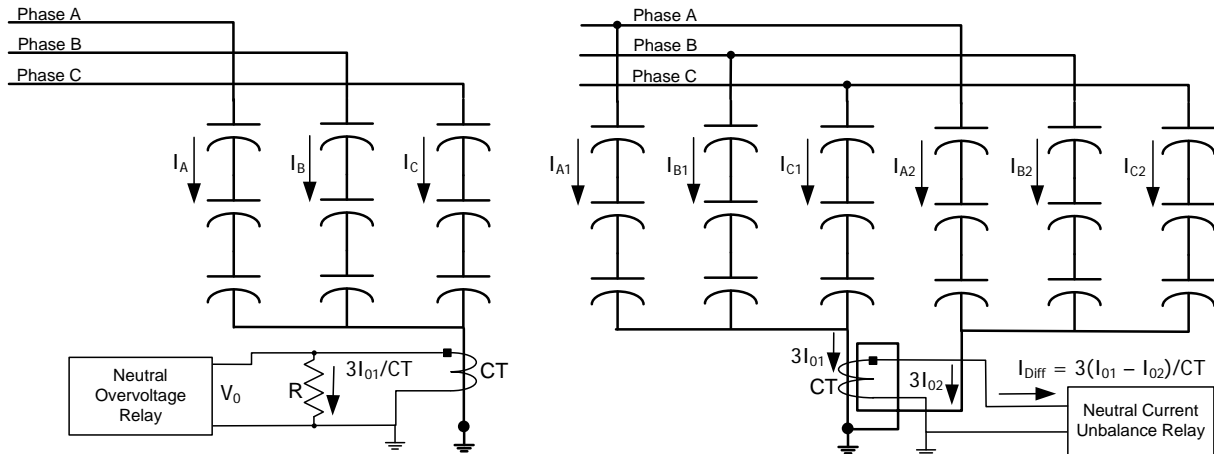 Phase A
Phase B
Phase C
I_A
I_B
I_C
Neutral
Overvoltage
Relay
V_0
R
3I_01/CT
CT
Phase A
Phase B
Phase C
I_A1
I_B1
I_C1
I_A2
I_B2
I_C2
3I_01
CT
3I_02
I_Diff = 3(I_01 – I_02)/CT
Neutral Current
Unbalance Relay